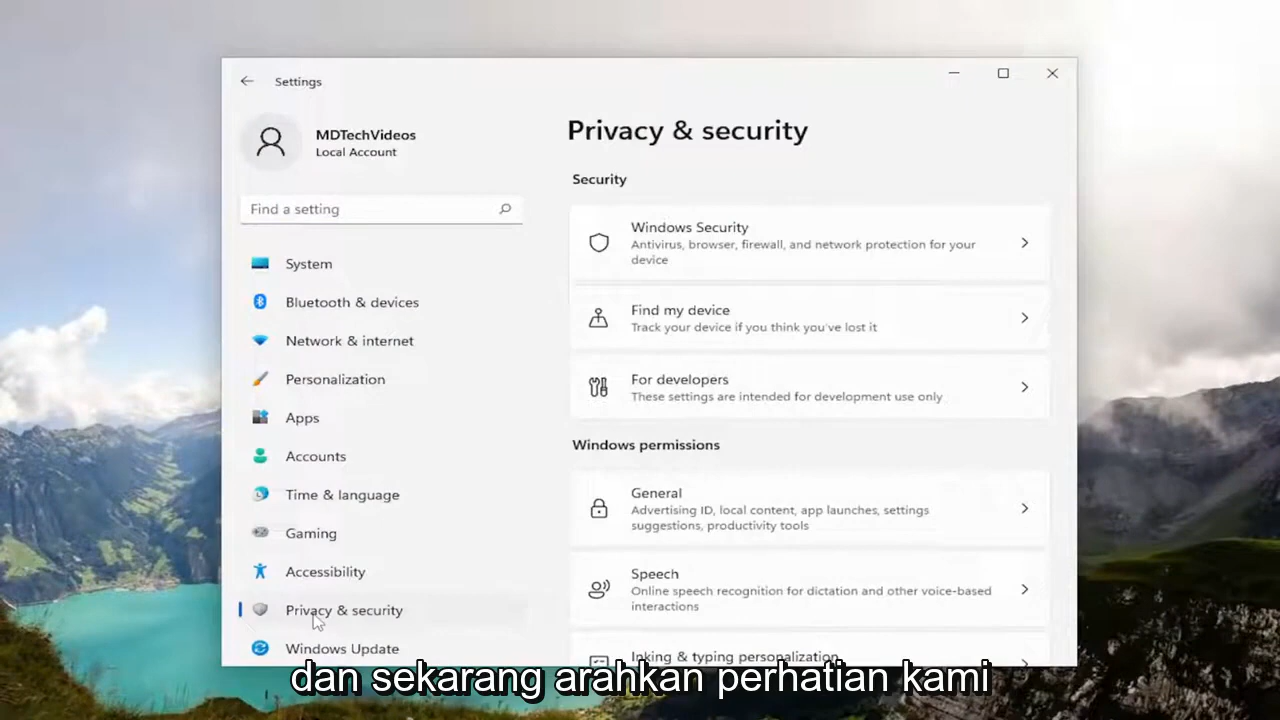 Settings
MDTechVideos
Local Account
Find a setting
System
Bluetooth & devices
Network & internet
Personalization
Apps
Accounts
Time & language
Gaming
Accessibility
Privacy & security
Windows Update
Privacy & security
Security
Windows Security
Antivirus, browser, firewall, and network protection for your
device
Find my device
Track your device if you think you've lost it
For developers
These settings are intended for development use only
Windows permissions
General
Advertising ID, local content, app launches, settings
suggestions, productivity tools
Speech
Online speech recognition for dictation and other voice-based
interactions
Inking & typing personalization
dan sekarang arahkan perhatian kami